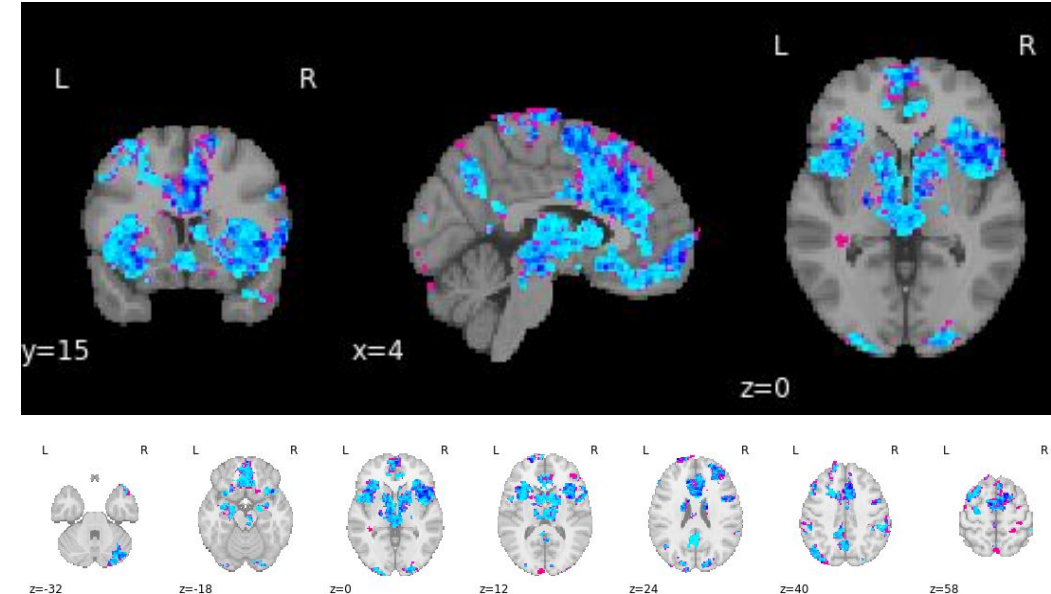 L R
y=15
x=4
L R
z=0
L R
z=-32
L R
z=-18
L R
z=0
L R
z=12
L R
z=24
L R
z=40
L R
z=58